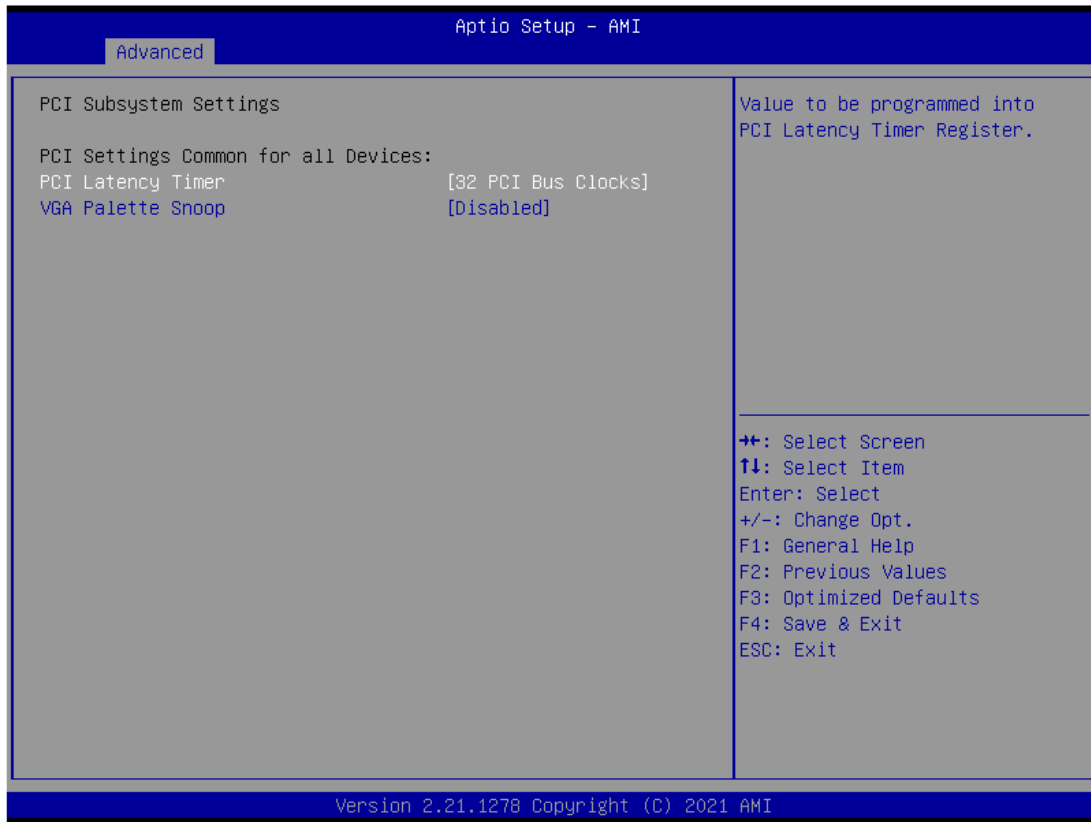 Aptio Setup – AMI
Advanced
PCI Subsystem Settings
PCI Settings Common for all Devices:
PCI Latency Timer [32 PCI Bus Clocks]
VGA Palette Snoop [Disabled]
Value to be programmed into
PCI Latency Timer Register.
→←: Select Screen
↑↓: Select Item
Enter: Select
+/-: Change Opt.
F1: General Help
F2: Previous Values
F3: Optimized Defaults
F4: Save & Exit
ESC: Exit
Version 2.21.1278 Copyright (C) 2021 AMI